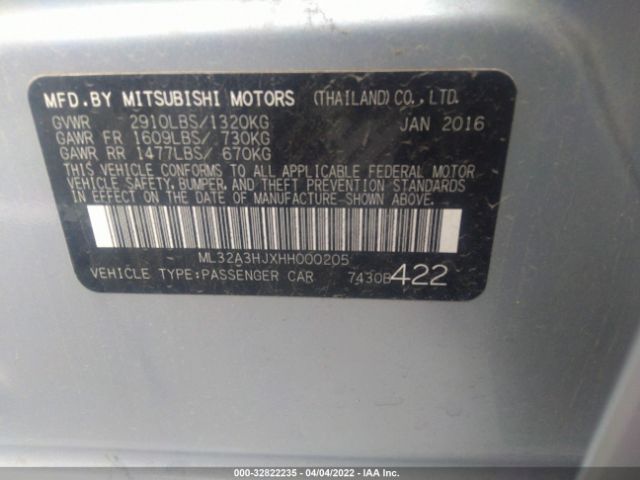 MFD. BY MITSUBISHI MOTORS (THAILAND) CO., LTD.
GVWR 2910LBS/1320KG JAN 2016
GAWR FR 1609LBS/ 730KG
GAWR RR 1477LBS/ 670KG
THIS VEHICLE CONFORMS TO ALL APPLICABLE FEDERAL MOTOR
VEHICLE SAFETY, BUMPER, AND THEFT PREVENTION STANDARDS
IN EFFECT ON THE DATE OF MANUFACTURE SHOWN ABOVE.
ML32A3HJXHH000205
VEHICLE TYPE:PASSENGER CAR 7430B422
000-32822235 - 04/04/2022 - IAA Inc.